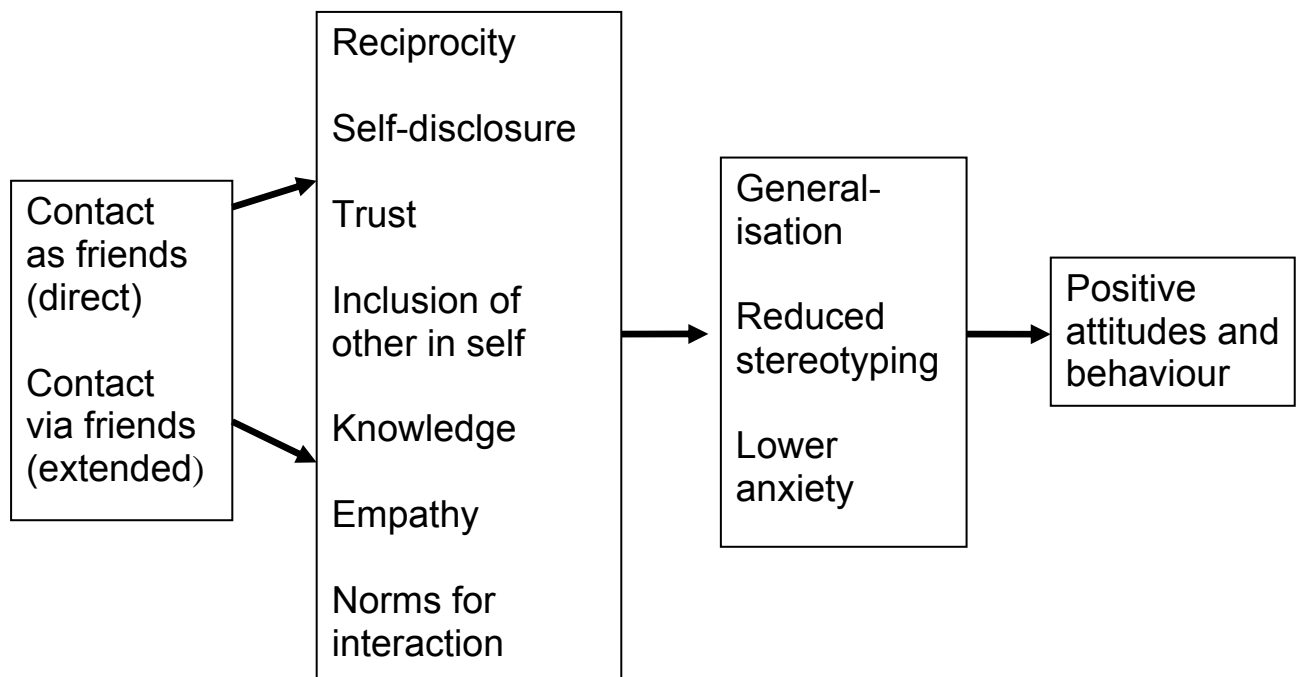 Contact
as friends
(direct)
Contact
via friends
(extended)
Reciprocity
Self-disclosure
Trust
Inclusion of
other in self
Knowledge
Empathy
Norms for
interaction
General-
isation
Reduced
stereotyping
Lower
anxiety
Positive
attitudes and
behaviour